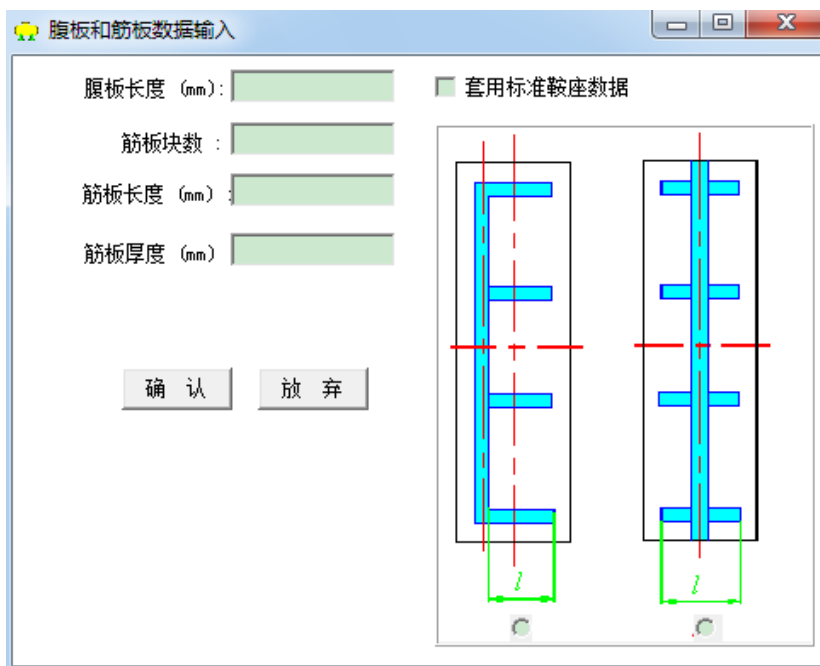 腹板和筋板数据输入
腹板长度 (mm):
套用标准鞍座数据
筋板块数 :
筋板长度 (mm) :
筋板厚度 (mm)
确 认
放 弃
l
l